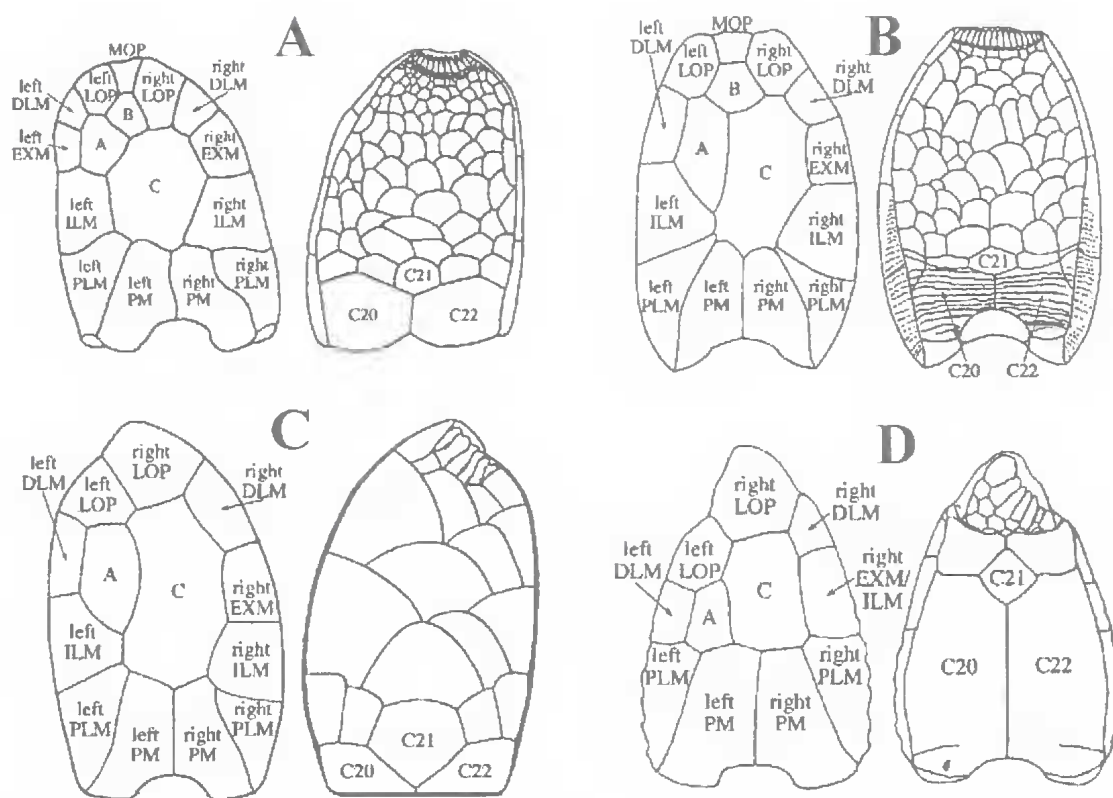 A
MOP
left
LOP
right
LOP
right
DLM
left
DLM
left
EXM
A
B
right
EXM
C
left
ILM
right
ILM
left
PLM
left
PM
right
PM
right
PLM
C21
C20
C22
B
MOP
left
DLM
left
LOP
right
LOP
right
DLM
B
A
C
right
EXM
left
ILM
right
ILM
left
PLM
left
PM
right
PM
right
PLM
C21
C20
C22
C
right
LOP
left
DLM
left
LOP
right
DLM
A
C
right
EXM
left
ILM
right
ILM
left
PLM
left
PM
right
PM
right
PLM
C21
C20
C22
D
right
LOP
right
DLM
left
DLM
left
LOP
C
A
right
EXM/
ILM
left
PLM
right
PLM
left
PM
right
PM
C21
C20
C22